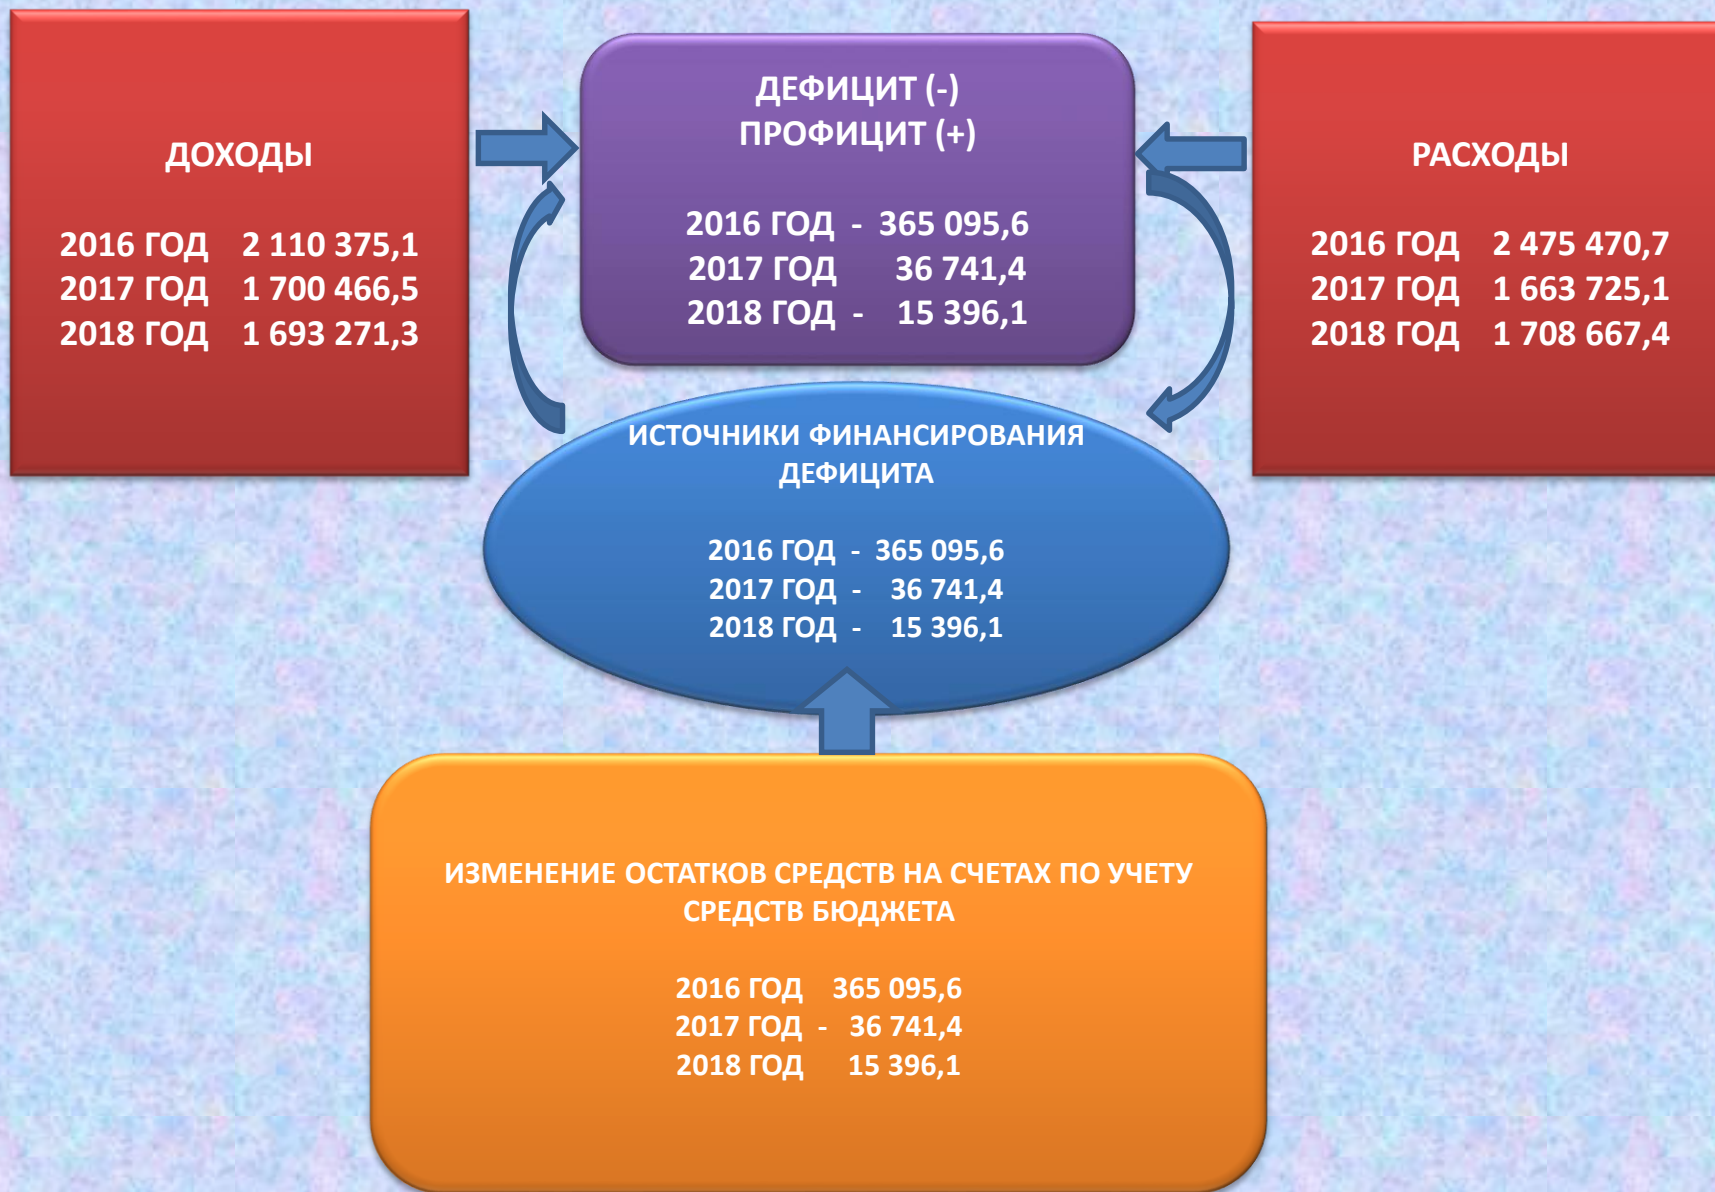 ДОХОДЫ
2016 ГОД 2 110 375,1
2017 ГОД 1 700 466,5
2018 ГОД 1 693 271,3
ДЕФИЦИТ (-)
ПРОФИЦИТ (+)
2016 ГОД - 365 095,6
2017 ГОД 36 741,4
2018 ГОД - 15 396,1
РАСХОДЫ
2016 ГОД 2 475 470,7
2017 ГОД 1 663 725,1
2018 ГОД 1 708 667,4
ИСТОЧНИКИ ФИНАНСИРОВАНИЯ
ДЕФИЦИТА
2016 ГОД - 365 095,6
2017 ГОД - 36 741,4
2018 ГОД - 15 396,1
ИЗМЕНЕНИЕ ОСТАТКОВ СРЕДСТВ НА СЧЕТАХ ПО УЧЕТУ
СРЕДСТВ БЮДЖЕТА
2016 ГОД 365 095,6
2017 ГОД - 36 741,4
2018 ГОД 15 396,1